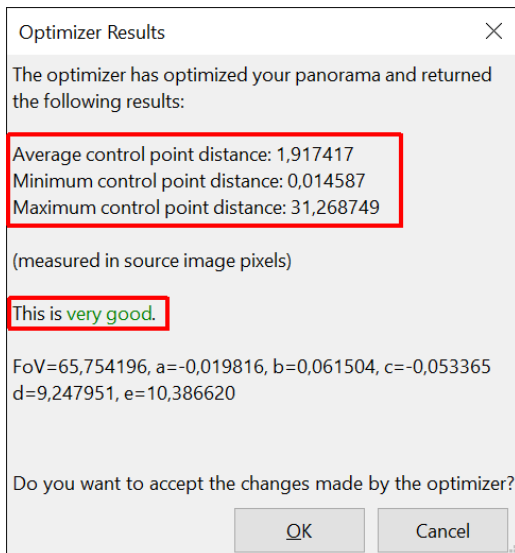 Optimizer Results
The optimizer has optimized your panorama and returned
the following results:
Average control point distance: 1,917417
Minimum control point distance: 0,014587
Maximum control point distance: 31,268749
(measured in source image pixels)
This is very good.
FoV=65,754196, a=-0,019816, b=0,061504, c=-0,053365
d=9,247951, e=10,386620
Do you want to accept the changes made by the optimizer?
OK
Cancel